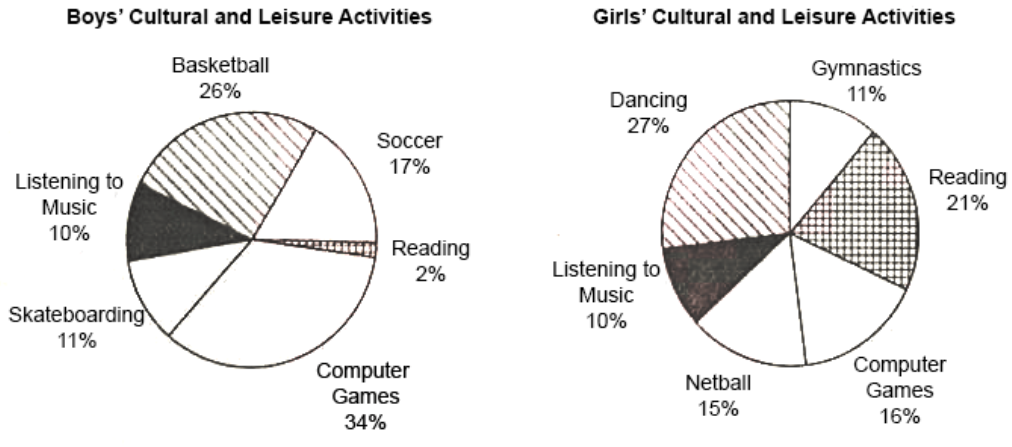 Boys' Cultural and Leisure Activities
Basketball
26%
Soccer
17%
Listening to
Music
10%
Reading
2%
Skateboarding
11%
Computer
Games
34%
Girls' Cultural and Leisure Activities
Gymnastics
11%
Dancing
27%
Reading
21%
Listening to
Music
10%
Netball
15%
Computer
Games
16%